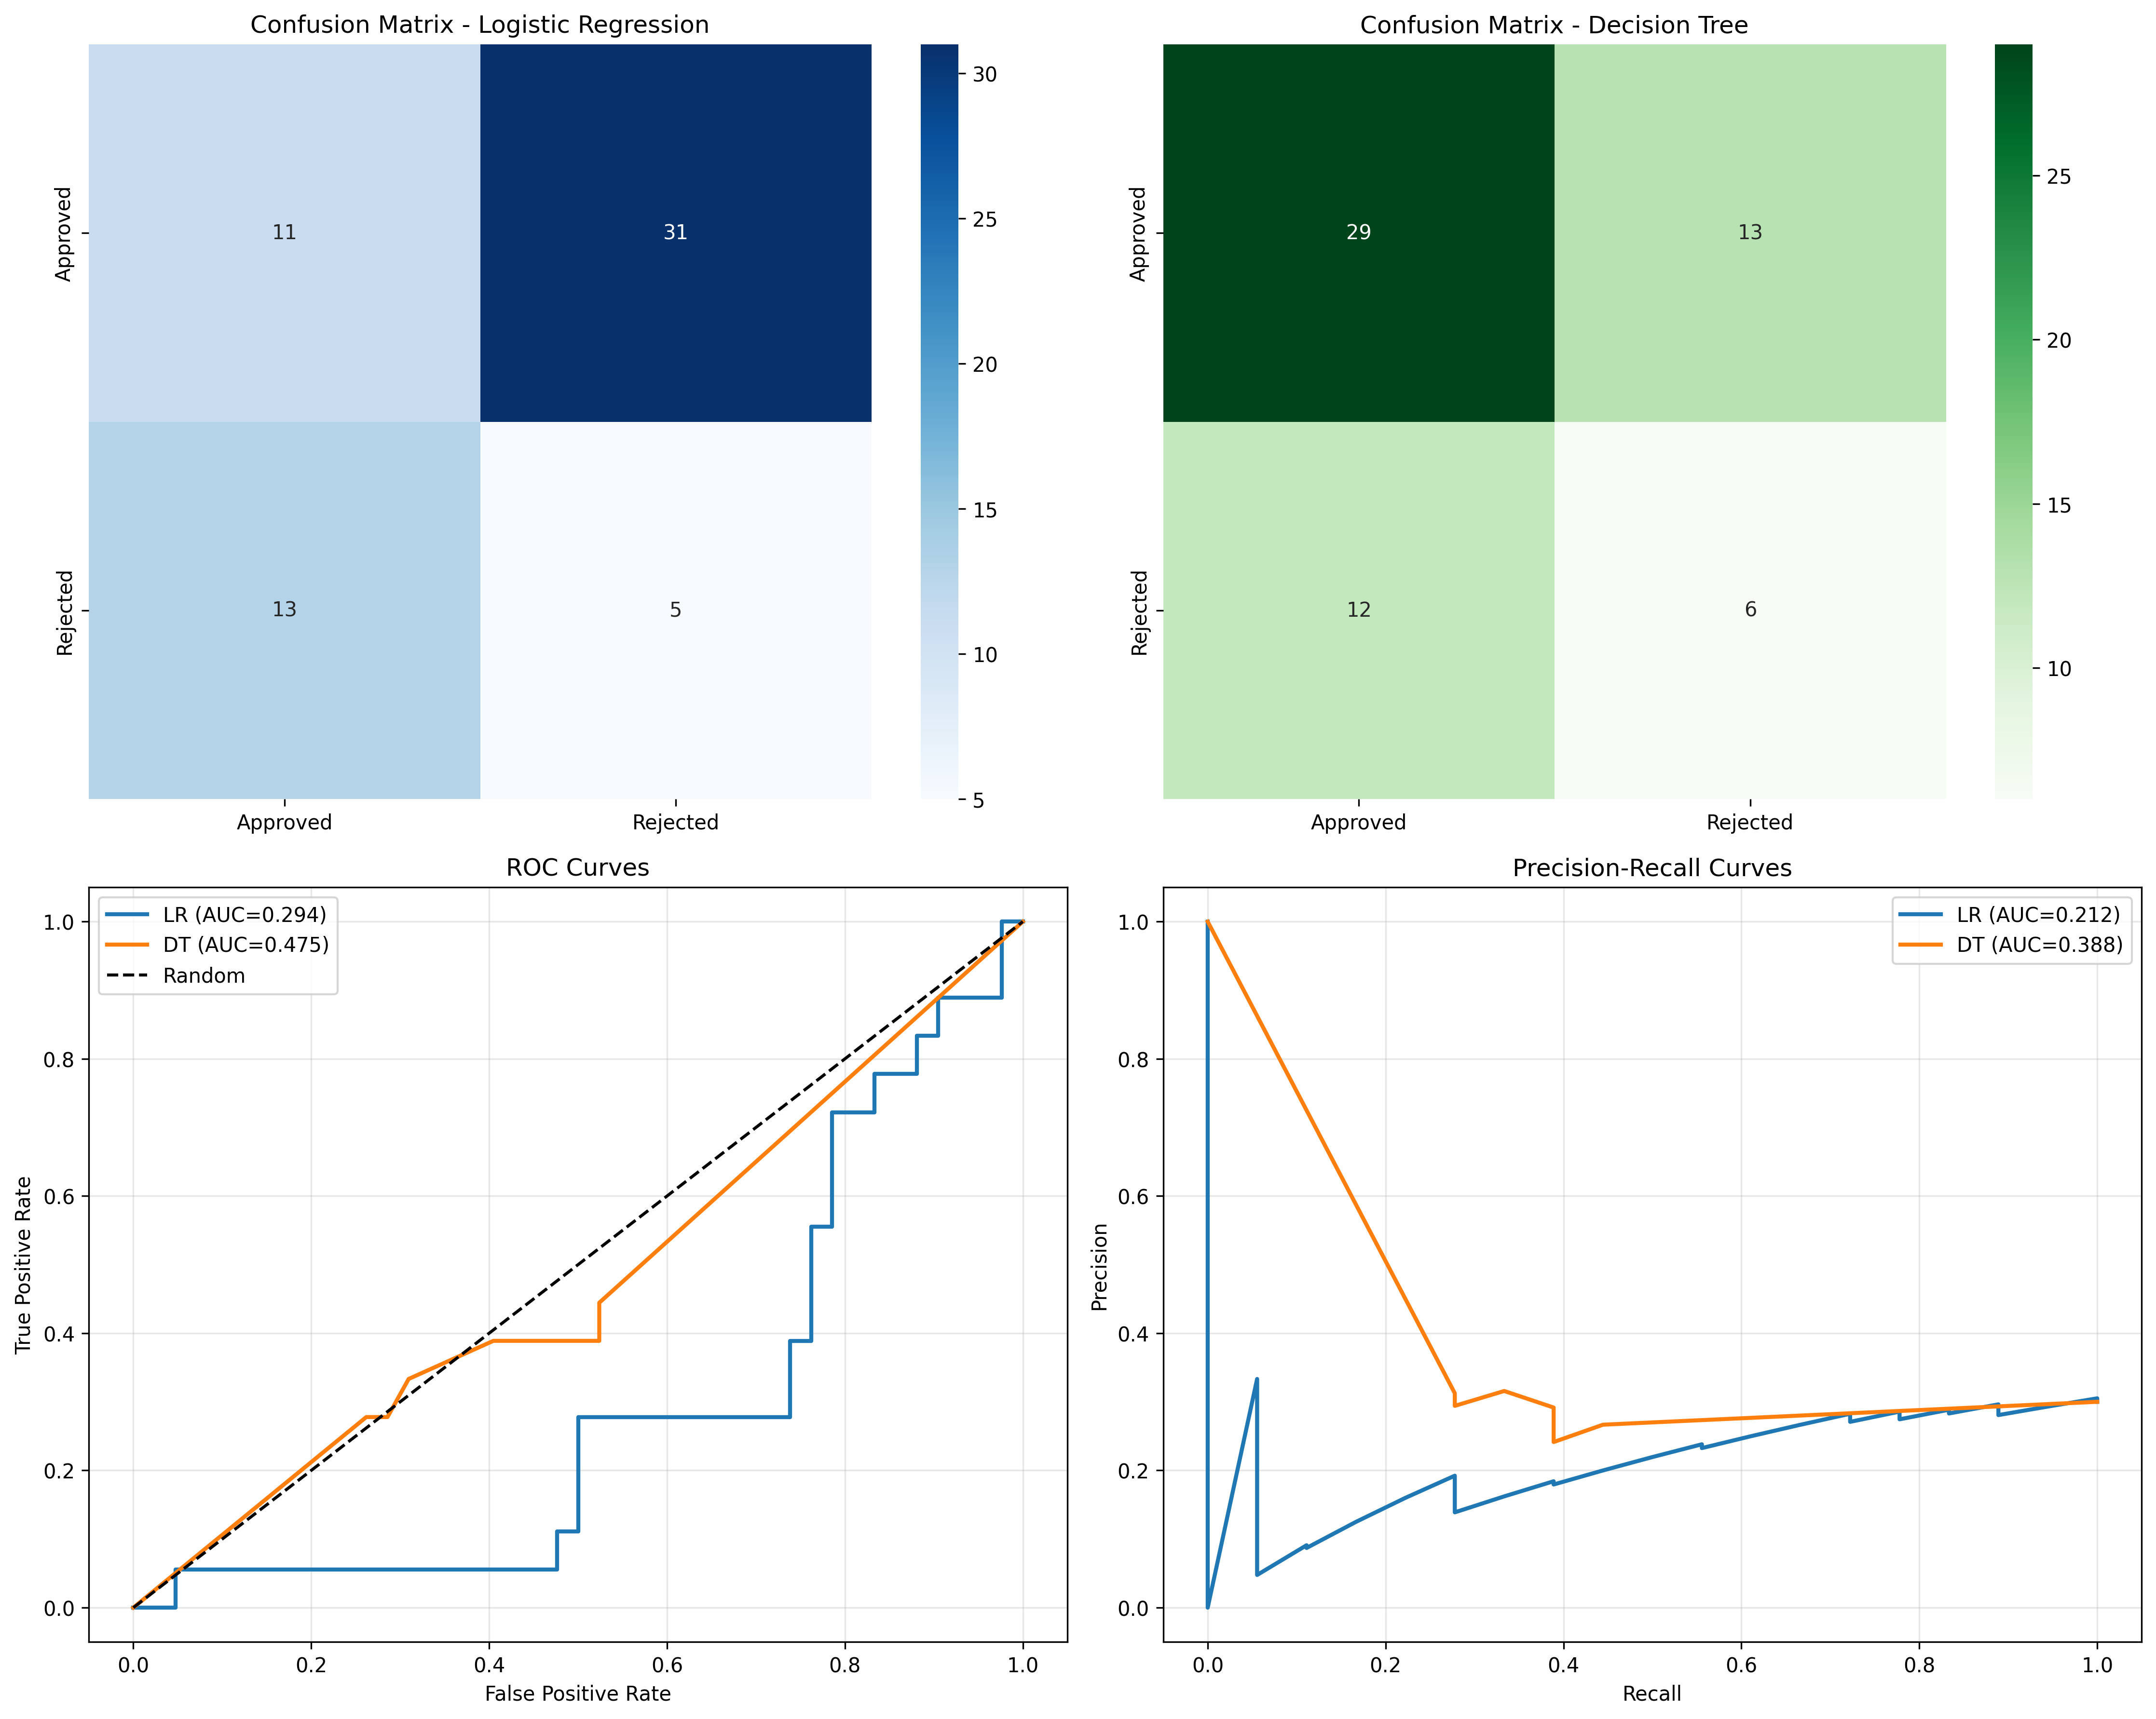 Confusion Matrix - Logistic Regression
Approved
Rejected
11
31
13
5
Approved
Rejected
30
25
20
15
10
5
Confusion Matrix - Decision Tree
Approved
Rejected
29
13
12
6
Approved
Rejected
25
20
15
10
ROC Curves
LR (AUC=0.294)
DT (AUC=0.475)
Random
True Positive Rate
1.0
0.8
0.6
0.4
0.2
0.0
0.0
0.2
0.4
0.6
0.8
1.0
False Positive Rate
Precision-Recall Curves
LR (AUC=0.212)
DT (AUC=0.388)
Precision
1.0
0.8
0.6
0.4
0.2
0.0
0.0
0.2
0.4
0.6
0.8
1.0
Recall